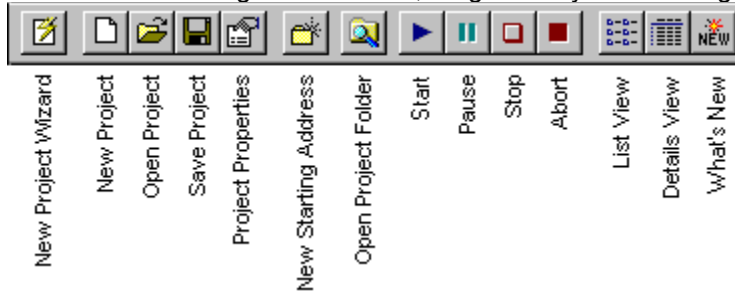 NEW
New Project Wizard
New Project
Open Project
Save Project
Project Properties
New Starting Address
Open Project Folder
Start
Pause
Stop
Abort
List View
Details View
What's New